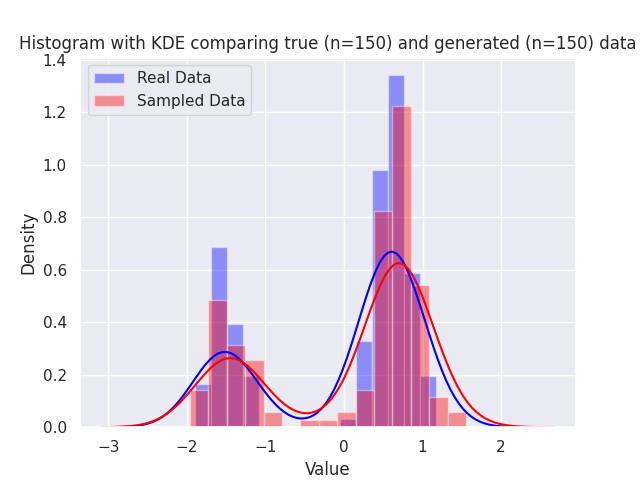 Histogram with KDE comparing true (n=150) and generated (n=150) data
Real Data
Sampled Data
Density
1.4
1.2
1.0
0.8
0.6
0.4
0.2
0.0
−3
−2
−1
0
1
2
Value